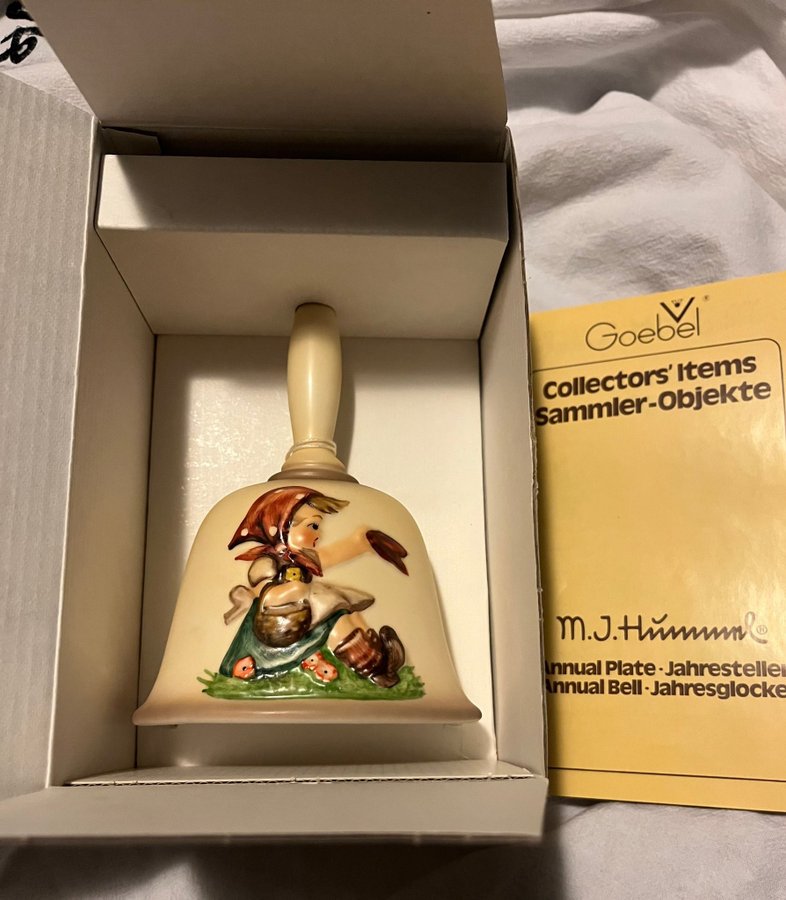 Goebel
Collectors' Items
Sammler-Objekte
M.J.Hummel ®
Annual Plate · Jahresteller
Annual Bell · Jahresglocke